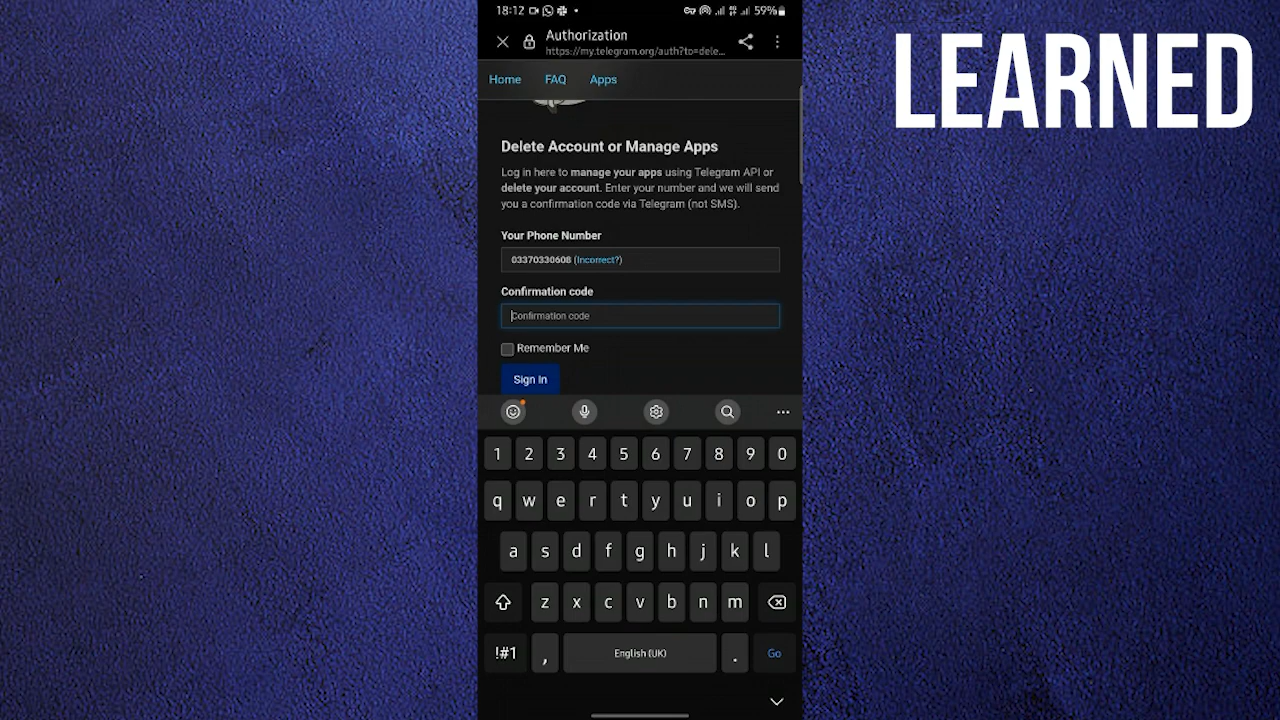 LEARNED
18:12 59%
Authorization
https://my.telegram.org/auth?to=dele...
Home FAQ Apps
Delete Account or Manage Apps
Log in here to manage your apps using Telegram API or
delete your account. Enter your number and we will send
you a confirmation code via Telegram (not SMS).
Your Phone Number
03370330608 (Incorrect?)
Confirmation code
Confirmation code
Remember Me
Sign In
1 2 3 4 5 6 7 8 9 0
q w e r t y u i o p
a s d f g h j k l
z x c v b n m
!#1 , English (UK) . Go